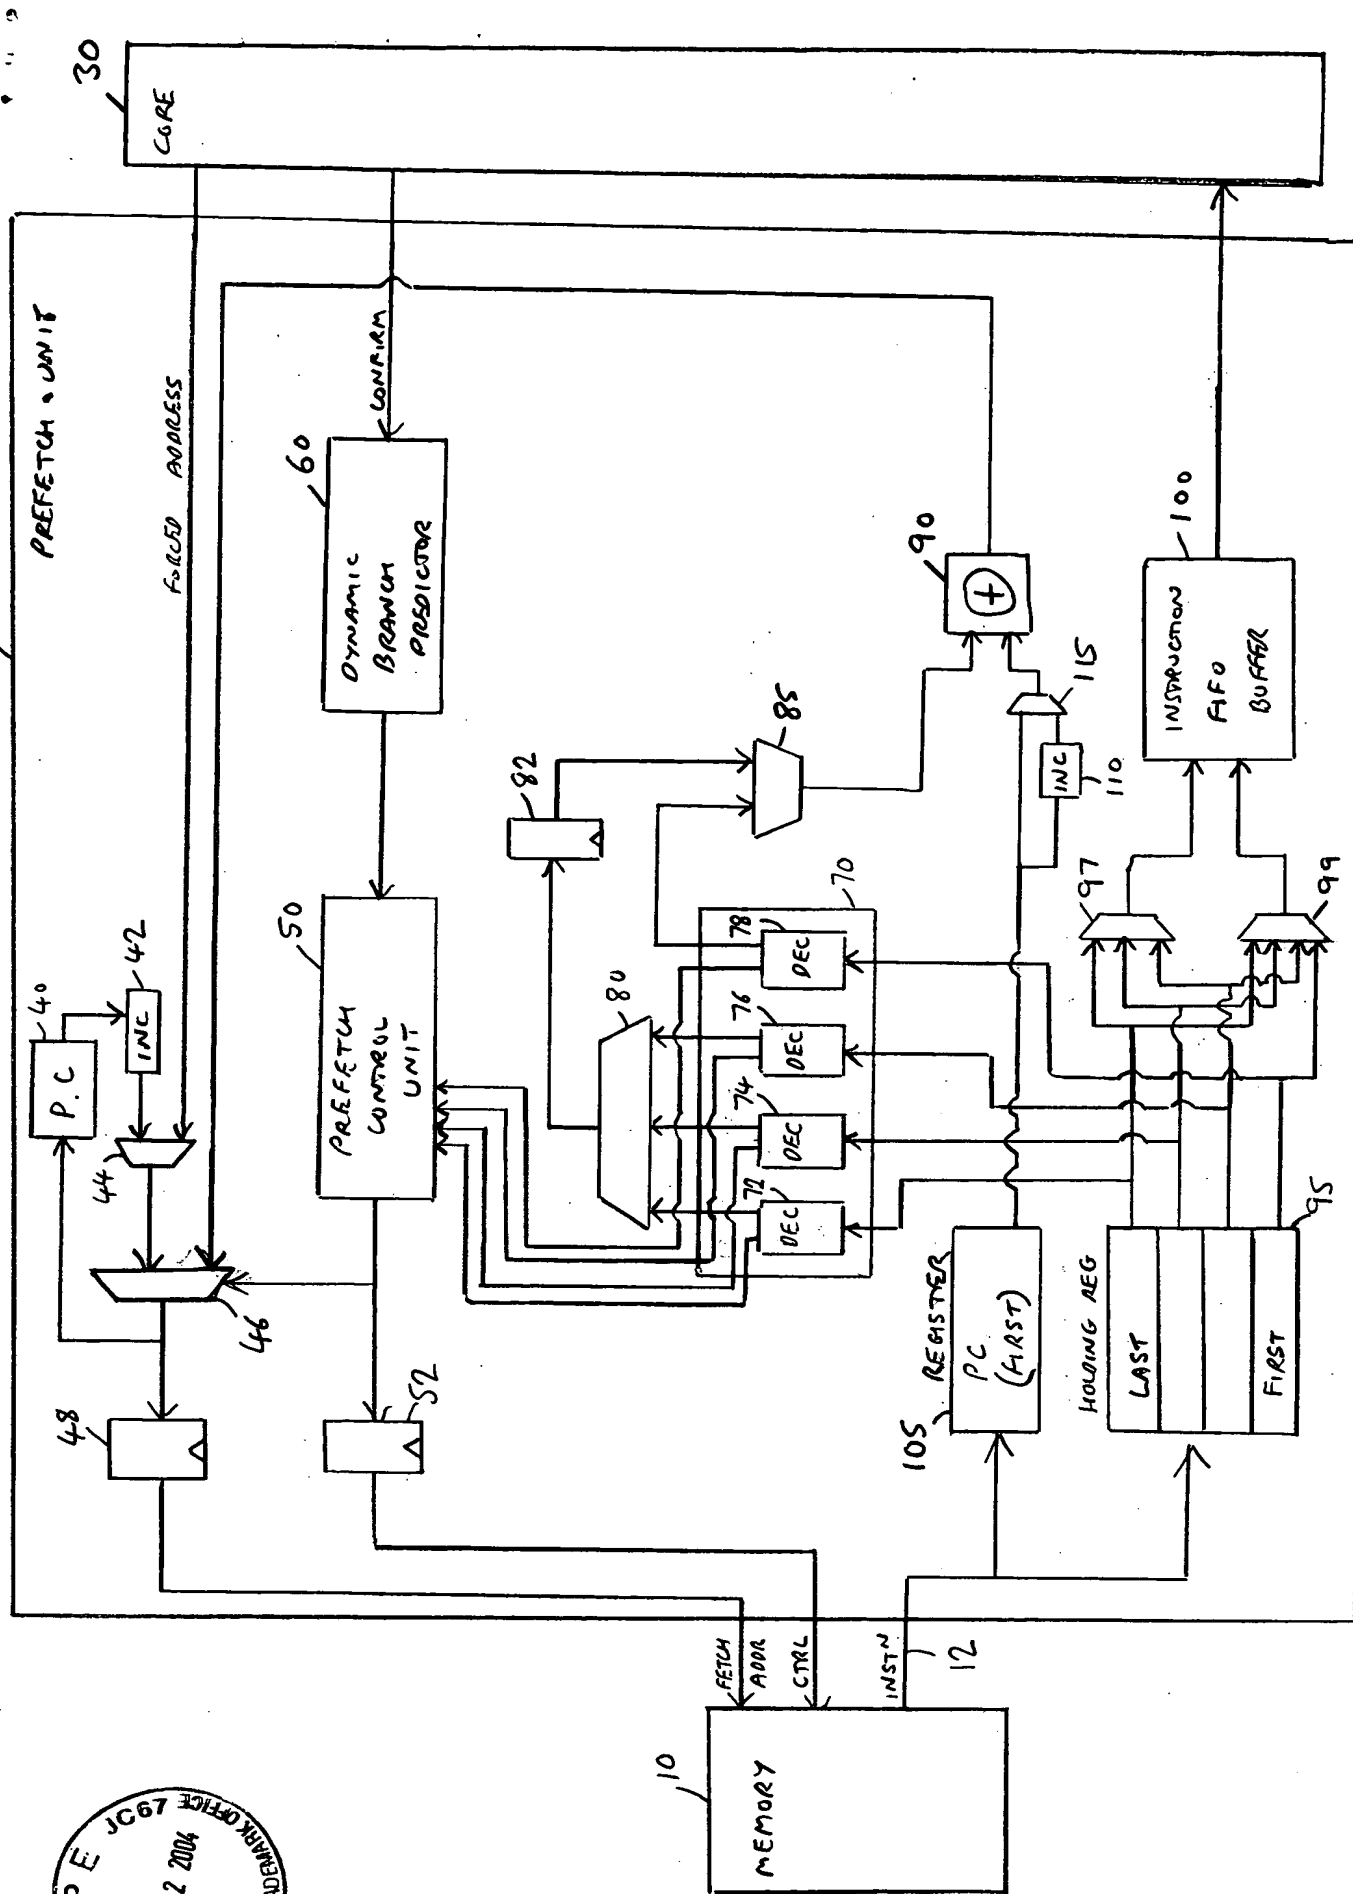 30
CORE
PREFETCH UNIT
FORCED ADDRESS
CONFIRM
60
DYNAMIC
BRANCH
PREDICTOR
40
P.C
42
INC
44
46
48
50
PREFETCH
CONTROL
UNIT
52
82
85
80
70
78
DEC
76
DEC
74
DEC
72
DEC
90
+
115
INC
110
100
INSTRUCTION
FIFO
BUFFER
97
99
105
REGISTER
PC
(FIRST)
HOLDING REG
LAST
FIRST
95
FETCH
ADDR
CTRL
INSTN
12
10
MEMORY
P E JC67
2 2004
OFFICE